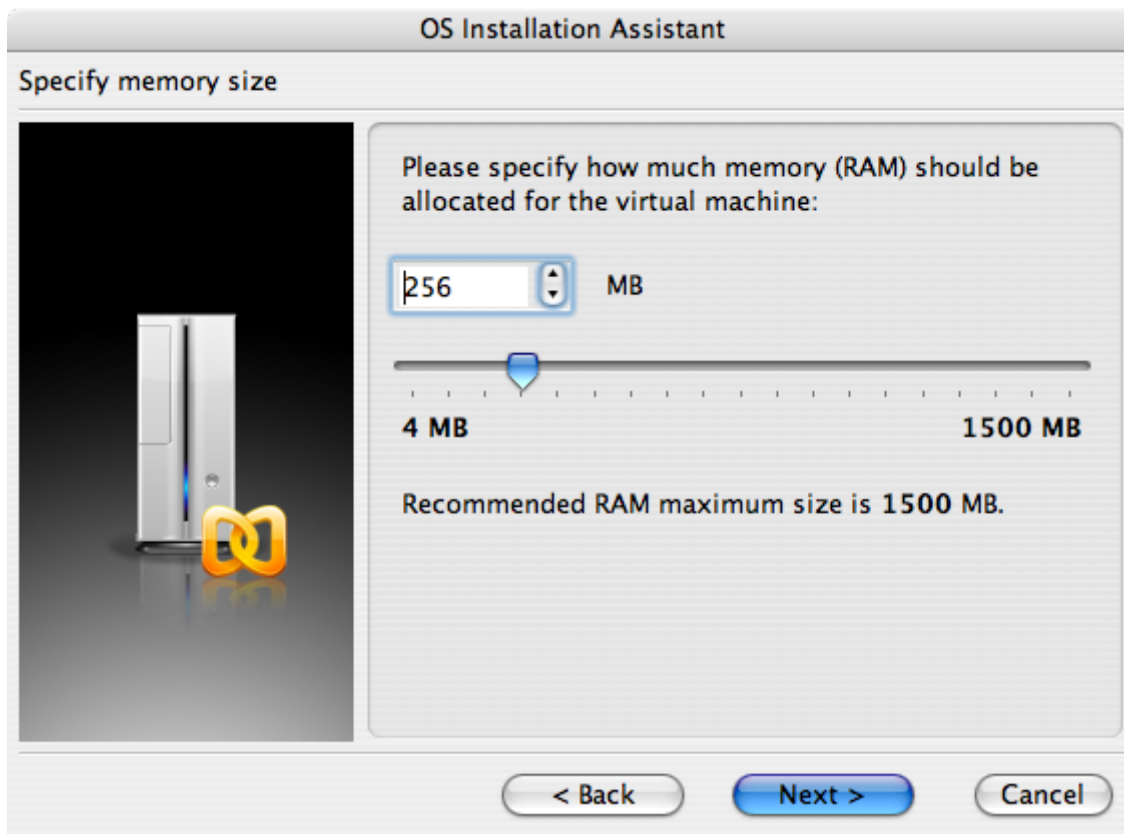 OS Installation Assistant
Specify memory size
Please specify how much memory (RAM) should be
allocated for the virtual machine:
256 MB
4 MB 1500 MB
Recommended RAM maximum size is 1500 MB.
< Back Next > Cancel